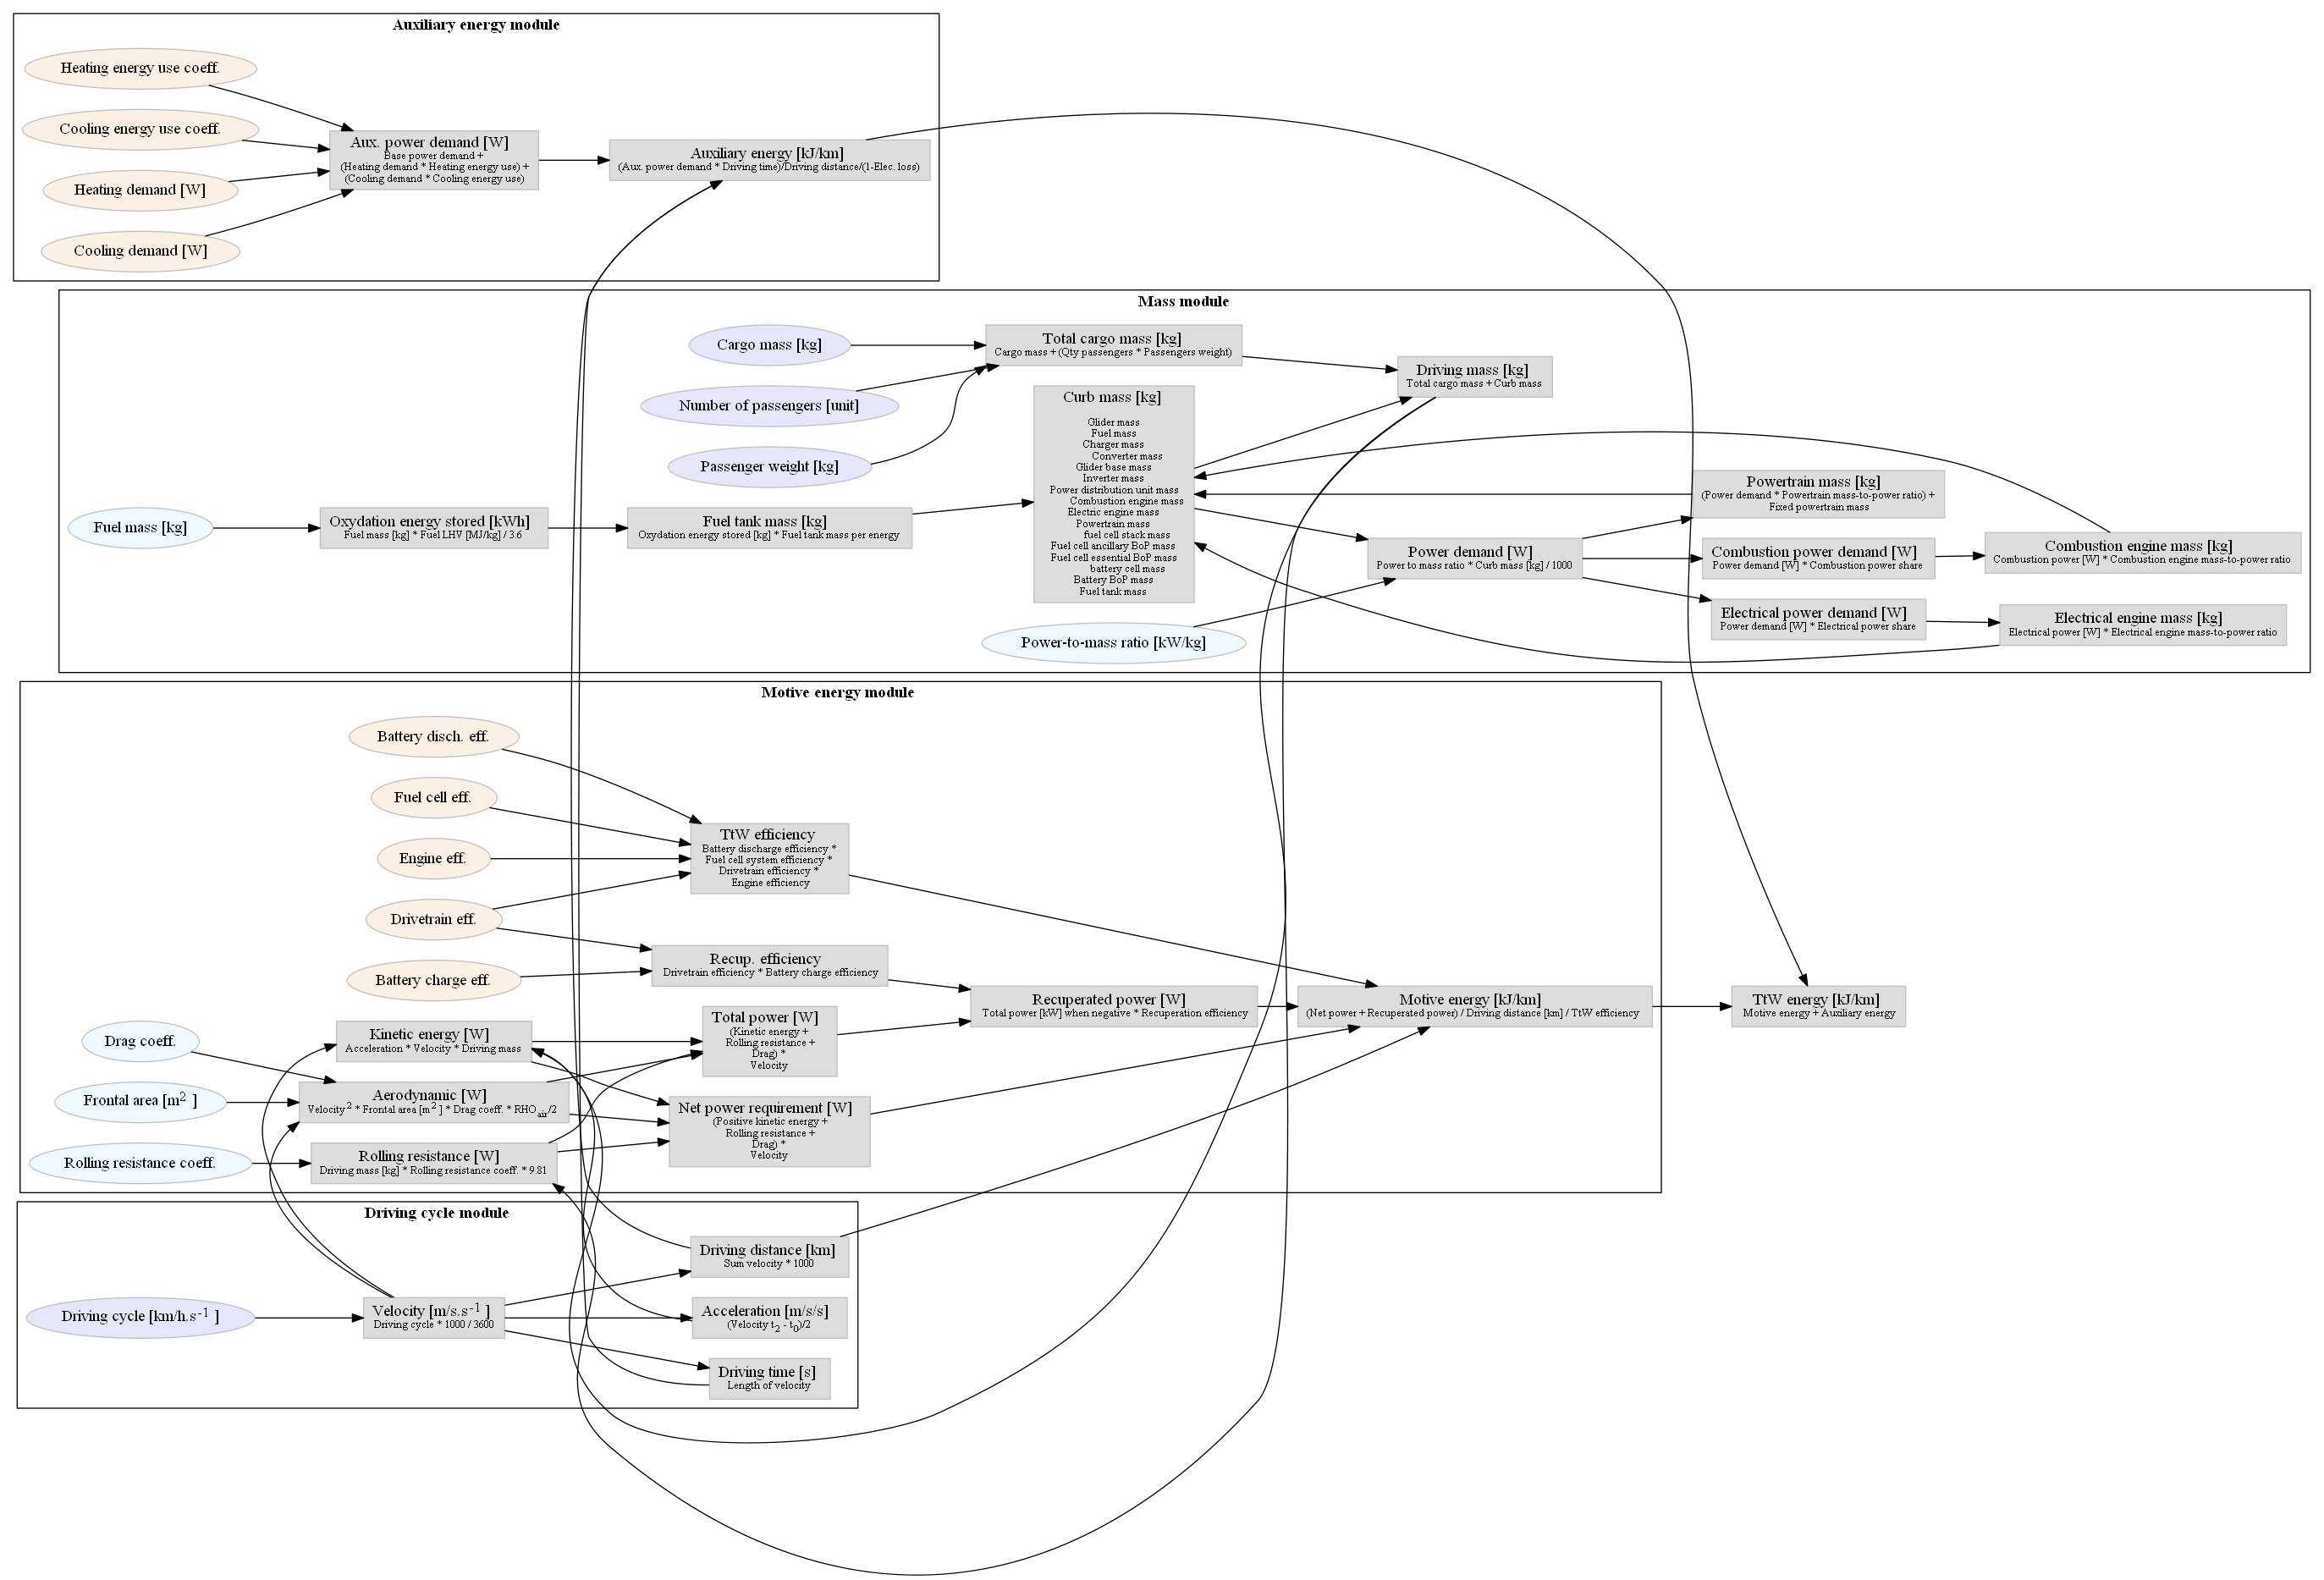 Auxiliary energy module
Heating energy use coeff.
Cooling energy use coeff.
Heating demand [W]
Cooling demand [W]
Aux. power demand [W]
Base power demand +
(Heating demand * Heating energy use) +
(Cooling demand * Cooling energy use)
Auxiliary energy [kJ/km]
(Aux. power demand * Driving time)/Driving distance/(1-Elec. loss)
Mass module
Cargo mass [kg]
Number of passengers [unit]
Passenger weight [kg]
Total cargo mass [kg]
Cargo mass + (Qty passengers * Passengers weight)
Driving mass [kg]
Total cargo mass + Curb mass
Fuel mass [kg]
Oxydation energy stored [kWh]
Fuel mass [kg] * Fuel LHV [MJ/kg] / 3.6
Fuel tank mass [kg]
Oxydation energy stored [kg] * Fuel tank mass per energy
Curb mass [kg]
Glider mass
Fuel mass
Charger mass
Converter mass
Glider base mass
Inverter mass
Power distribution unit mass
Combustion engine mass
Electric engine mass
Powertrain mass
fuel cell stack mass
Fuel cell ancillary BoP mass
Fuel cell essential BoP mass
battery cell mass
Battery BoP mass
Fuel tank mass
Power-to-mass ratio [kW/kg]
Power demand [W]
Power to mass ratio * Curb mass [kg] / 1000
Powertrain mass [kg]
(Power demand * Powertrain mass-to-power ratio) +
Fixed powertrain mass
Combustion power demand [W]
Power demand [W] * Combustion power share
Combustion engine mass [kg]
Combustion power [W] * Combustion engine mass-to-power ratio
Electrical power demand [W]
Power demand [W] * Electrical power share
Electrical engine mass [kg]
Electrical power [W] * Electrical engine mass-to-power ratio
Motive energy module
Battery disch. eff.
Fuel cell eff.
Engine eff.
Drivetrain eff.
Battery charge eff.
TtW efficiency
Battery discharge efficiency *
Fuel cell system efficiency *
Drivetrain efficiency *
Engine efficiency
Recup. efficiency
Drivetrain efficiency * Battery charge efficiency
Drag coeff.
Frontal area [m² ]
Rolling resistance coeff.
Kinetic energy [W]
Acceleration * Velocity * Driving mass
Aerodynamic [W]
Velocity² * Frontal area [m² ] * Drag coeff. * RHOair/2
Rolling resistance [W]
Driving mass [kg] * Rolling resistance coeff. * 9.81
Total power [W]
(Kinetic energy +
Rolling resistance +
Drag) *
Velocity
Net power requirement [W]
(Positive kinetic energy +
Rolling resistance +
Drag) *
Velocity
Recuperated power [W]
Total power [kW] when negative * Recuperation efficiency
Motive energy [kJ/km]
(Net power + Recuperated power) / Driving distance [km] / TtW efficiency
TtW energy [kJ/km]
Motive energy + Auxiliary energy
Driving cycle module
Driving cycle [km/h.s⁻¹ ]
Velocity [m/s.s⁻¹ ]
Driving cycle * 1000 / 3600
Driving distance [km]
Sum velocity * 1000
Acceleration [m/s/s]
(Velocity t₂ - t₀)/2
Driving time [s]
Length of velocity